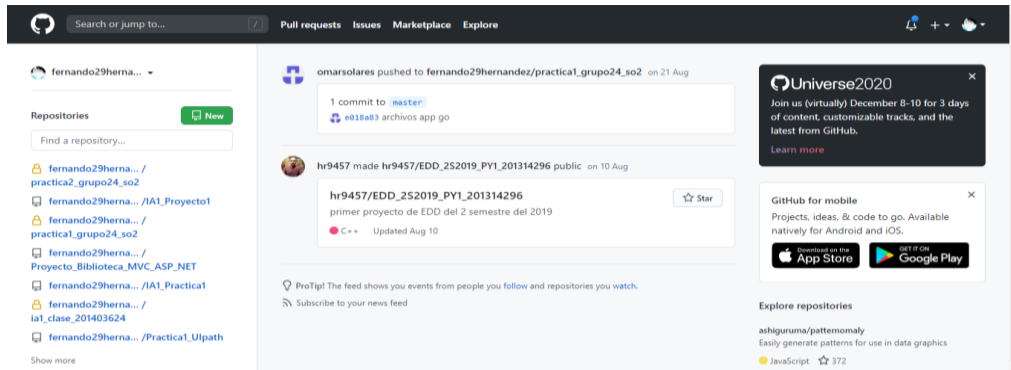 Search or jump to... /
Pull requests Issues Marketplace Explore
fernando29herna...
Repositories
New
Find a repository...
fernando29herna... /
practica2_grupo24_so2
fernando29herna... /IA1_Proyecto1
fernando29herna... /
practica1_grupo24_so2
fernando29herna... /
Proyecto_Biblioteca_MVC_ASP_NET
fernando29herna... /IA1_Practica1
fernando29herna... /
ia1_clase_201403624
fernando29herna... /Practica1_UIpath
Show more
omarsolares pushed to fernando29hernandez/practica1_grupo24_so2 on 21 Aug
1 commit to master
e018a83 archivos app go
hr9457 made hr9457/EDD_2S2019_PY1_201314296 public on 10 Aug
hr9457/EDD_2S2019_PY1_201314296
Star
primer proyecto de EDD del 2 semestre del 2019
C++ Updated Aug 10
ProTip! The feed shows you events from people you follow and repositories you watch.
Subscribe to your news feed
Universe2020
Join us (virtually) December 8-10 for 3 days
of content, customizable tracks, and the
latest from GitHub.
Learn more
GitHub for mobile
Projects, ideas, & code to go. Available
natively for Android and iOS.
Download on the
App Store
GET IT ON
Google Play
Explore repositories
ashiguruma/patternomaly
Easily generate patterns for use in data graphics
JavaScript 372